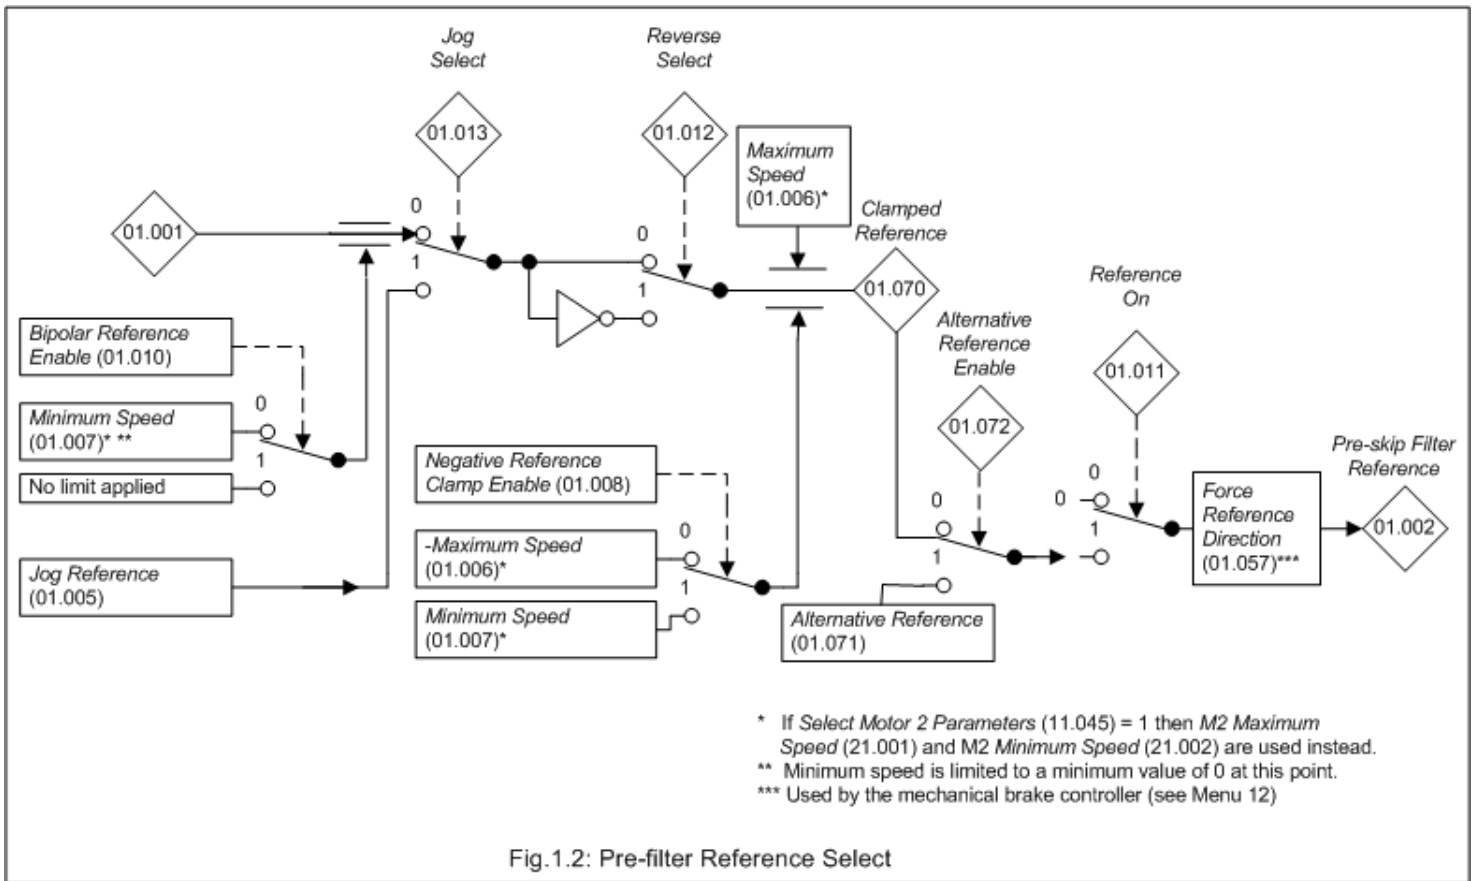 Jog
Select
Reverse
Select
01.013
01.012
Maximum
Speed
(01.006)*
Clamped
Reference
0
1
0
1
01.001
01.070
Reference
On
Alternative
Reference
Enable
01.011
Bipolar Reference
Enable (01.010)
0
1
Minimum Speed
(01.007)* **
No limit applied
01.072
Negative Reference
Clamp Enable (01.008)
Pre-skip Filter
Reference
0
0
1
Force
Reference
Direction
(01.057)***
01.002
0
1
-Maximum Speed
(01.006)*
0
1
Minimum Speed
(01.007)*
Jog Reference
(01.005)
Alternative Reference
(01.071)
* If Select Motor 2 Parameters (11.045) = 1 then M2 Maximum
Speed (21.001) and M2 Minimum Speed (21.002) are used instead.
** Minimum speed is limited to a minimum value of 0 at this point.
*** Used by the mechanical brake controller (see Menu 12)
Fig.1.2: Pre-filter Reference Select